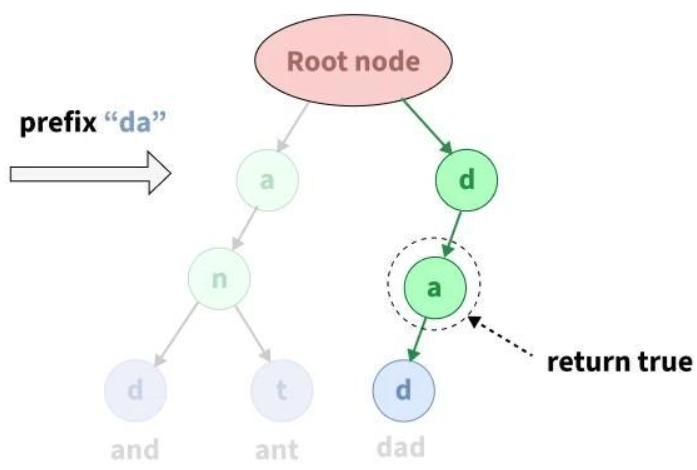 Root node
prefix “da”
a
d
n
a
return true
d
t
d
and
ant
dad